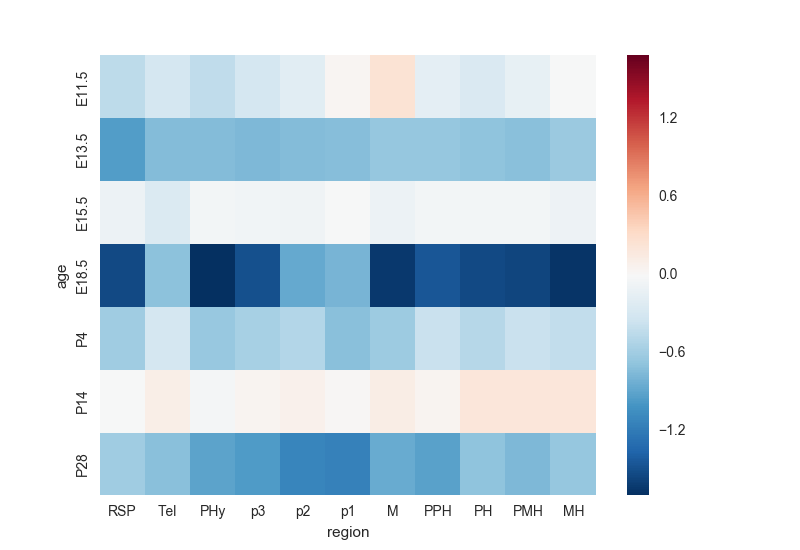 E11.5
E13.5
E15.5
E18.5
P4
P14
P28
age
RSP Tel PHy p3 p2 p1 M PPH PH PMH MH
region
1.2
0.6
0.0
−0.6
−1.2